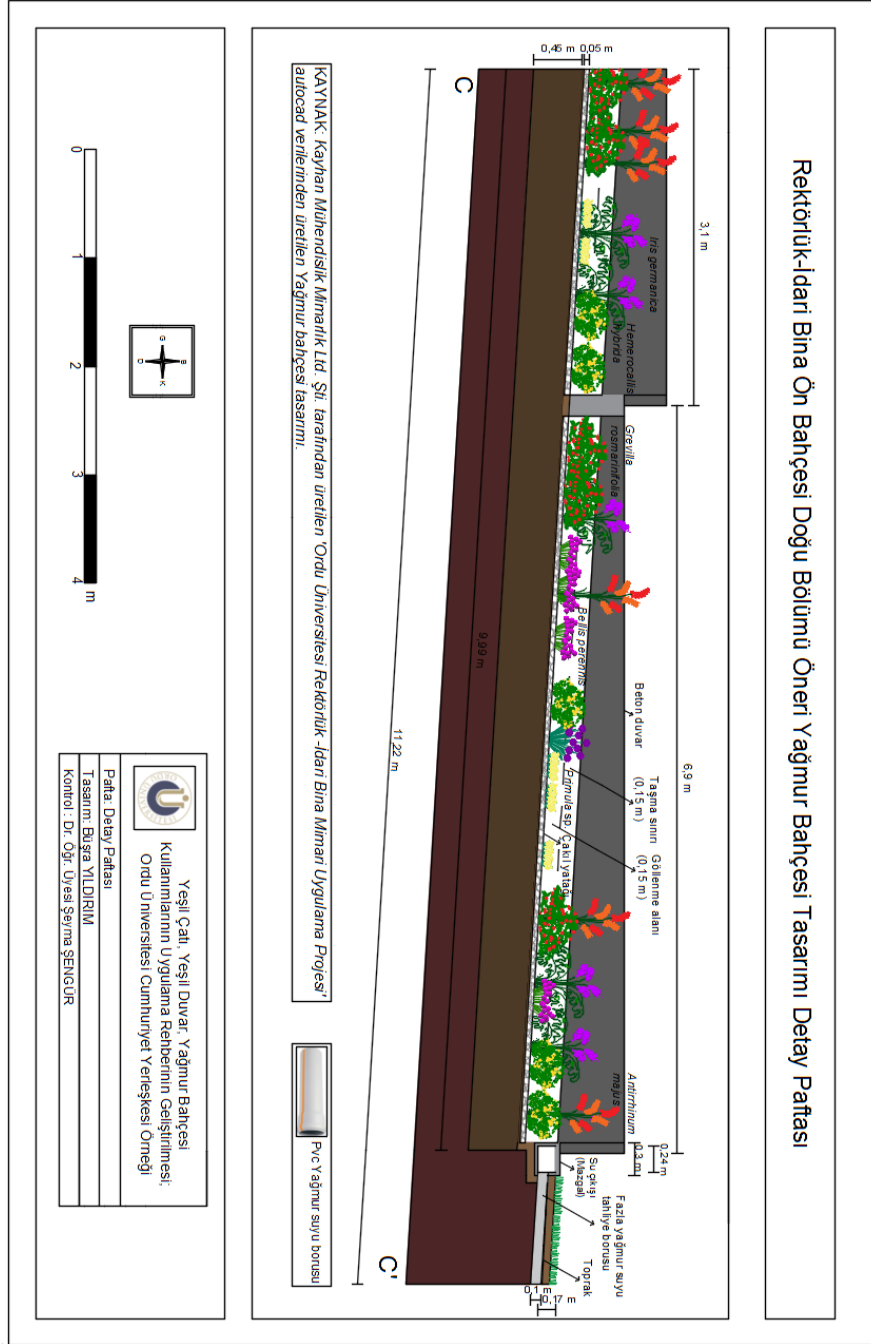 Rektörlük-İdari Bina Ön Bahçesi Doğu Bölümü Öneri Yağmur Bahçesi Tasarımı Detay Paftası
3,1 m
6,9 m
0,24 m
0,3 m
0,45 m
0,05 m
Iris germanica
Hemerocallis
hybrida
Grevilla
rosmarinifolia
Bellis perennis
Beton duvar
Taşma sınırı
(0,15 m)
Göllenme alanı
(0,15 m)
Primula sp.
Çakıl yatağı
Antirrhinum
majus
Su çıkışı
(Mazgal)
Fazla yağmur suyu
tahliye borusu
Toprak
0,1 m
0,17 m
9,99 m
11,22 m
C
C'
KAYNAK: Kayhan Mühendislik Mimarlık Ltd. Şti. tarafından üretilen 'Ordu Üniversitesi Rektörlük -İdari Bina Mimari Uygulama Projesi'
autocad verilerinden üretilen Yağmur bahçesi tasarımı.
Pvc Yağmur suyu borusu
0
1
2
3
4
m
G
B
D
K
Yeşil Çatı, Yeşil Duvar, Yağmur Bahçesi
Kullanımlarının Uygulama Rehberinin Geliştirilmesi;
Ordu Üniversitesi Cumhuriyet Yerleşkesi Örneği
Pafta: Detay Paftası
Tasarım: Büşra YILDIRIM
Kontrol : Dr. Öğr. Üyesi Şeyma ŞENGÜR